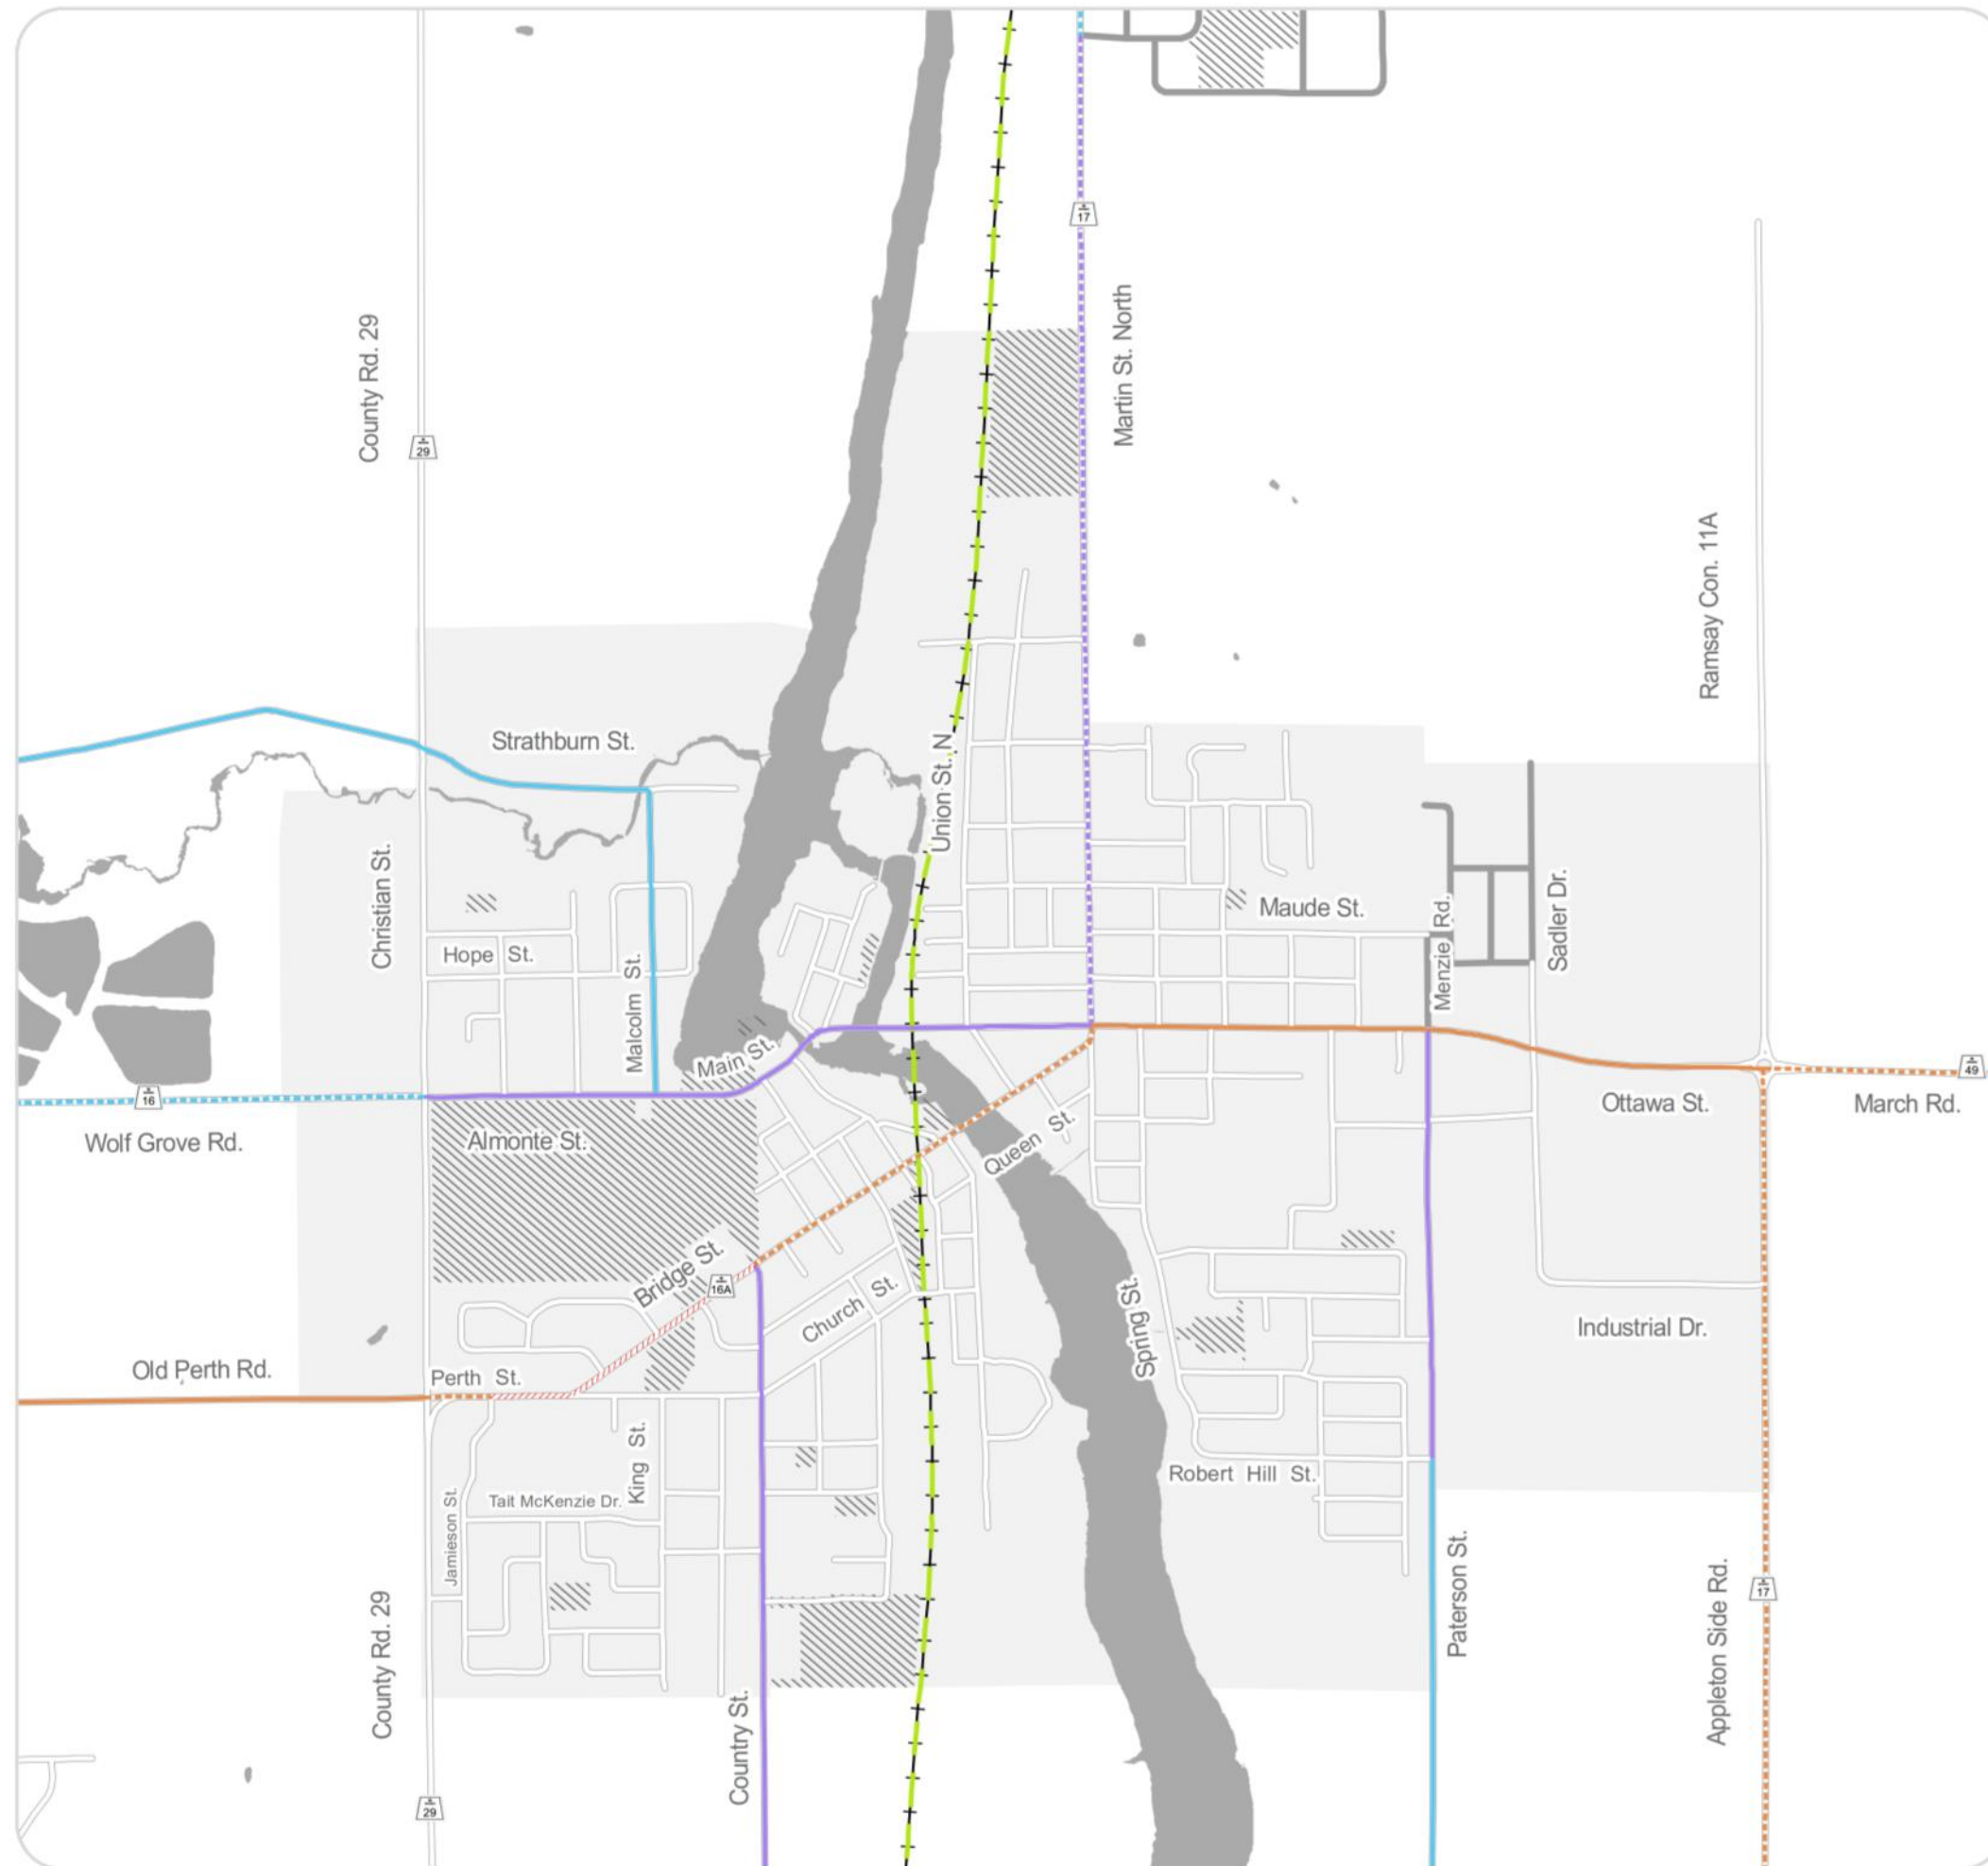 17
Martin St. North
County Rd. 29
29
Ramsay Con. 11A
Strathburn St.
Union St. N
Christian St.
Maude St.
Menzie Rd.
Sadler Dr.
Hope St.
Malcolm St.
Main St.
49
16
Ottawa St.
March Rd.
Wolf Grove Rd.
Almonte St.
Queen St.
Bridge St.
16A
Church St.
Spring St.
Industrial Dr.
Old Perth Rd.
Perth St.
King St.
Robert Hill St.
Tait McKenzie Dr.
Jamieson St.
Paterson St.
Appleton Side Rd.
17
County Rd. 29
Country St.
29